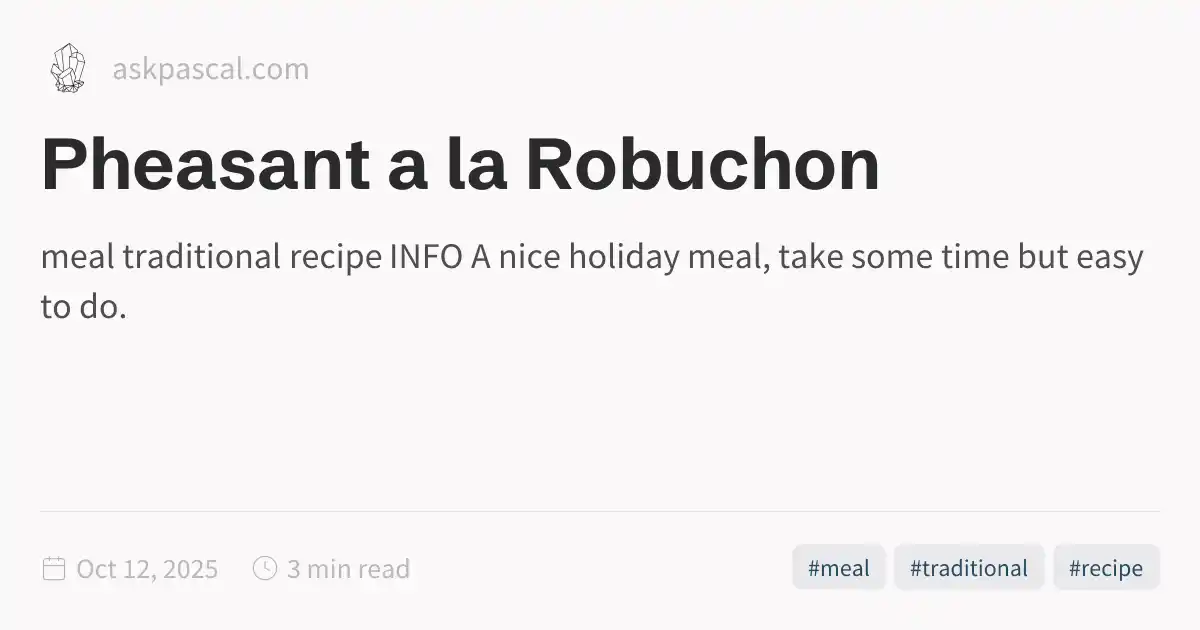 askpascal.com
Pheasant a la Robuchon
meal traditional recipe INFO A nice holiday meal, take some time but easy
to do.
Oct 12, 2025 3 min read #meal #traditional #recipe